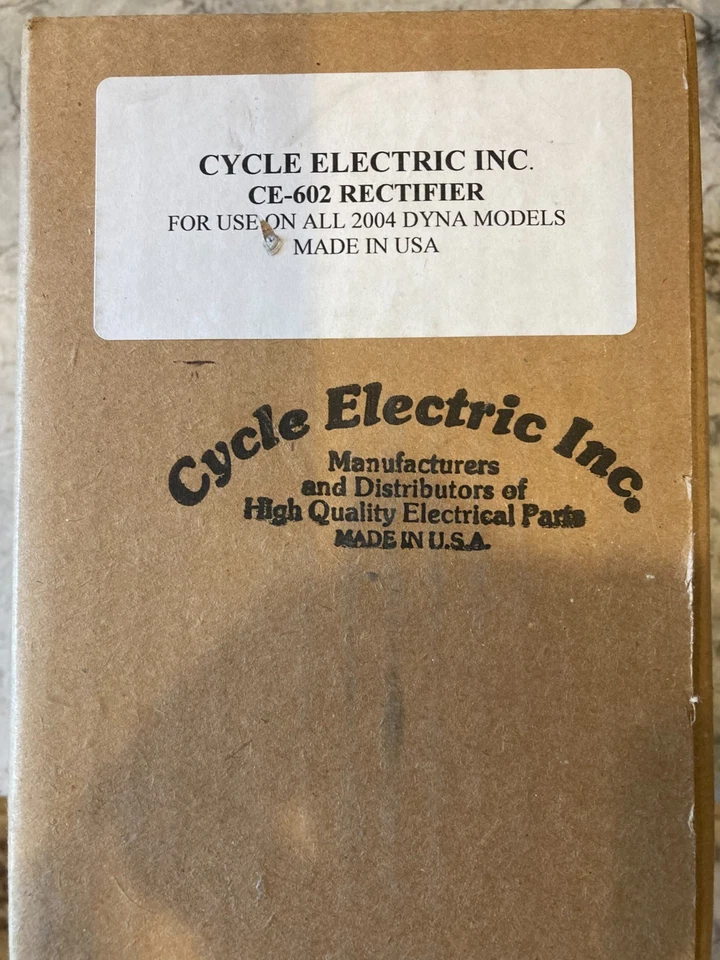 CYCLE ELECTRIC INC.
CE-602 RECTIFIER
FOR USE ON ALL 2004 DYNA MODELS
MADE IN USA
Cycle Electric Inc.
Manufacturers
and Distributors of
High Quality Electrical Parts
MADE IN U.S.A.